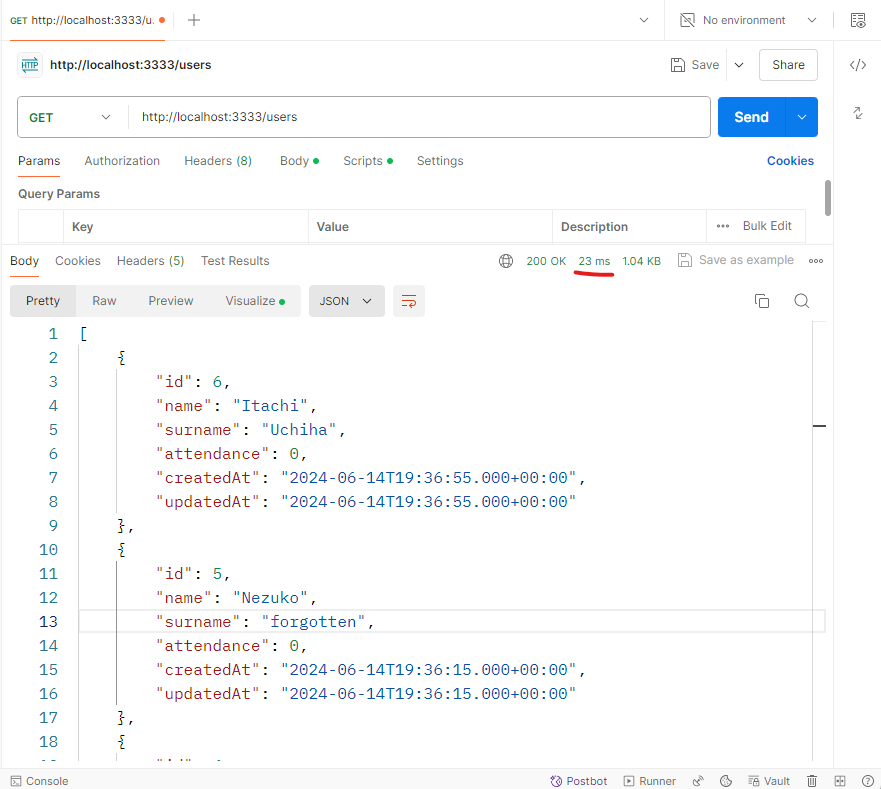 GET http://localhost:3333/u.
No environment
HTTP http://localhost:3333/users
Save
Share
GET http://localhost:3333/users
Send
Params Authorization Headers (8) Body Scripts Settings Cookies
Query Params
Key Value Description Bulk Edit
Body Cookies Headers (5) Test Results 200 OK 23 ms 1.04 KB Save as example
Pretty Raw Preview Visualize JSON
1 [
2 {
3 "id": 6,
4 "name": "Itachi",
5 "surname": "Uchiha",
6 "attendance": 0,
7 "createdAt": "2024-06-14T19:36:55.000+00:00",
8 "updatedAt": "2024-06-14T19:36:55.000+00:00"
9 },
10 {
11 "id": 5,
12 "name": "Nezuko",
13 "surname": "forgotten",
14 "attendance": 0,
15 "createdAt": "2024-06-14T19:36:15.000+00:00",
16 "updatedAt": "2024-06-14T19:36:15.000+00:00"
17 },
18 {
Console Postbot Runner Vault